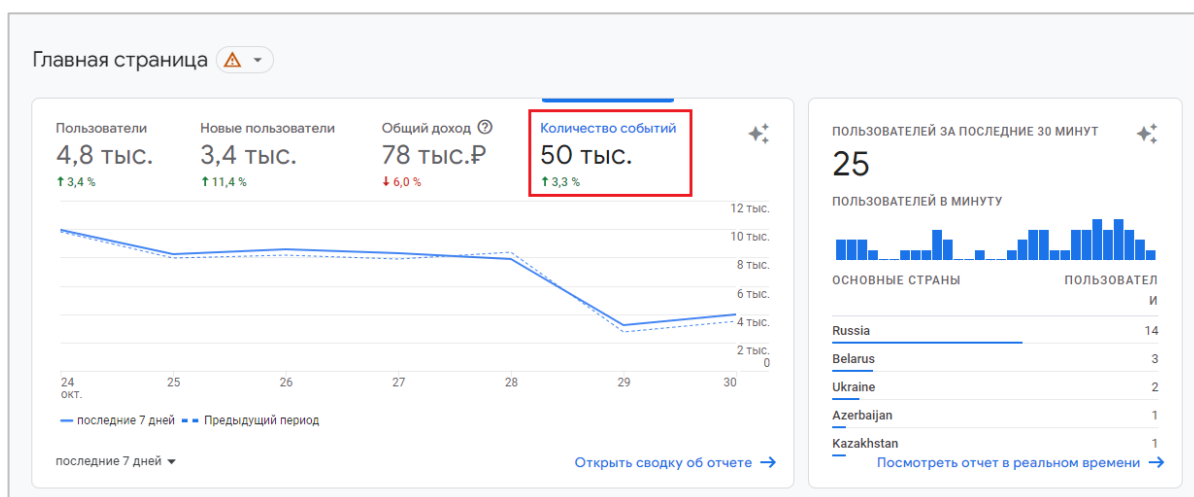 Главная страница
Пользователи
4,8 тыс.
↑ 3,4 %
Новые пользователи
3,4 тыс.
↑ 11,4 %
Общий доход
78 тыс.₽
↓ 6,0 %
Количество событий
50 тыс.
↑ 3,3 %
12 тыс.
10 тыс.
8 тыс.
6 тыс.
4 тыс.
2 тыс.
0
24 окт.
25
26
27
28
29
30
последние 7 дней
Предыдущий период
последние 7 дней
Открыть сводку об отчете →
ПОЛЬЗОВАТЕЛЕЙ ЗА ПОСЛЕДНИЕ 30 МИНУТ
25
ПОЛЬЗОВАТЕЛЕЙ В МИНУТУ
ОСНОВНЫЕ СТРАНЫ
ПОЛЬЗОВАТЕЛ
И
Russia 14
Belarus 3
Ukraine 2
Azerbaijan 1
Kazakhstan 1
Посмотреть отчет в реальном времени →